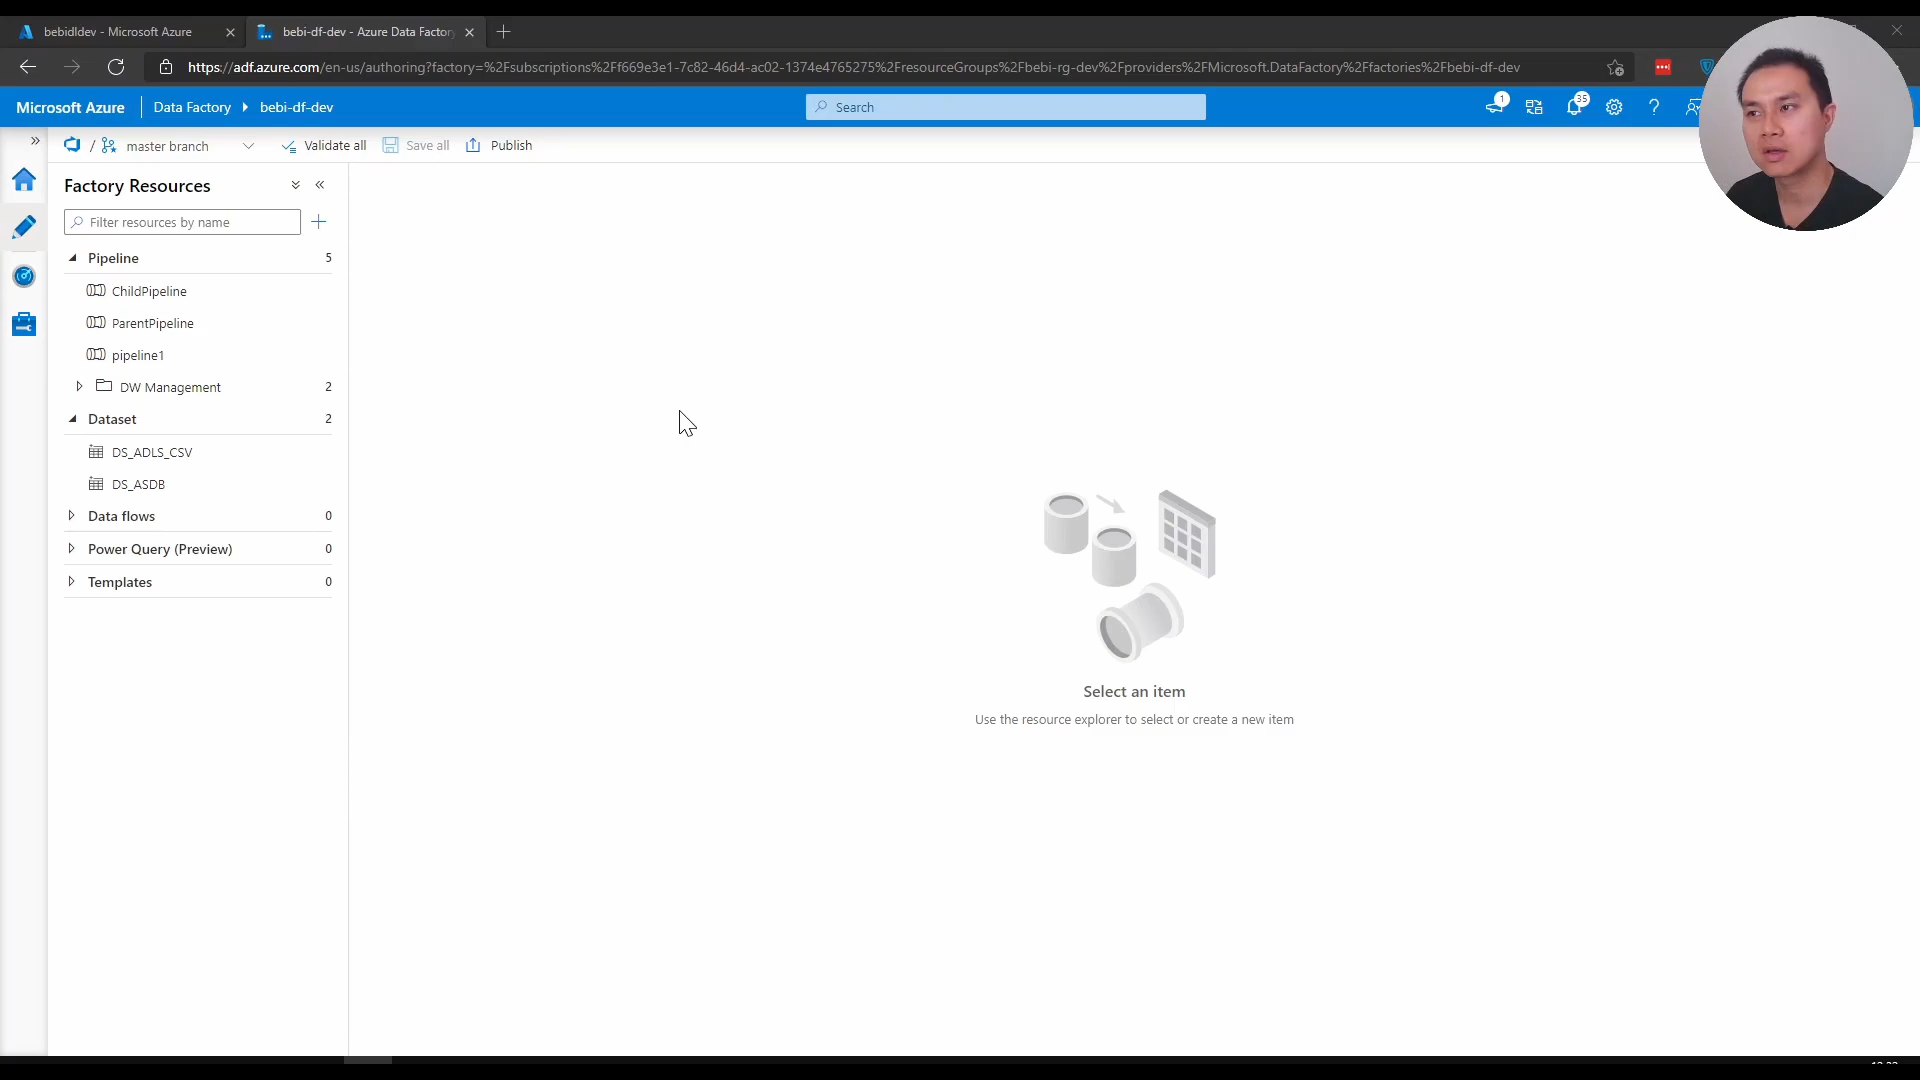 bebidldev - Microsoft Azure
bebi-df-dev - Azure Data Factory
https://adf.azure.com/en-us/authoring?factory=%2Fsubscriptions%2Ff669e3e1-7c82-46d4-ac02-1374e4765275%2FresourceGroups%2Fbebi-rg-dev%2Fproviders%2FMicrosoft.DataFactory%2Ffactories%2Fbebi-df-dev
Microsoft Azure
Data Factory
bebi-df-dev
Search
1
35
?
/
master branch
Validate all
Save all
Publish
Factory Resources
Filter resources by name
Pipeline 5
ChildPipeline
ParentPipeline
pipeline1
DW Management 2
Dataset 2
DS_ADLS_CSV
DS_ASDB
Data flows 0
Power Query (Preview) 0
Templates 0
Select an item
Use the resource explorer to select or create a new item